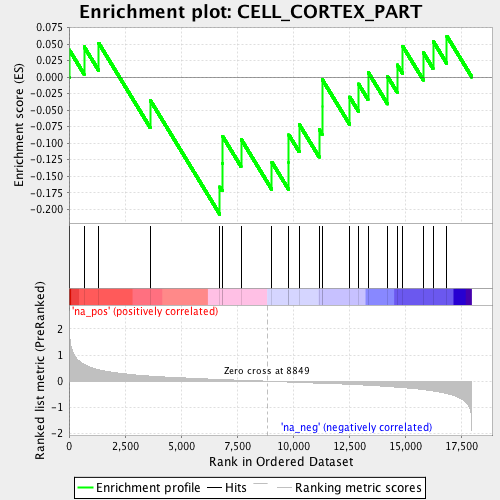 Enrichment plot: CELL_CORTEX_PART
Enrichment score (ES)
0.075
0.050
0.025
0.000
-0.025
-0.050
-0.075
-0.100
-0.125
-0.150
-0.175
-0.200
'na_pos' (positively correlated)
Ranked list metric (PreRanked)
2
1
0
-1
-2
Zero cross at 8849
'na_neg' (negatively correlated)
0
2,500
5,000
7,500
10,000
12,500
15,000
17,500
Rank in Ordered Dataset
Enrichment profile
Hits
Ranking metric scores